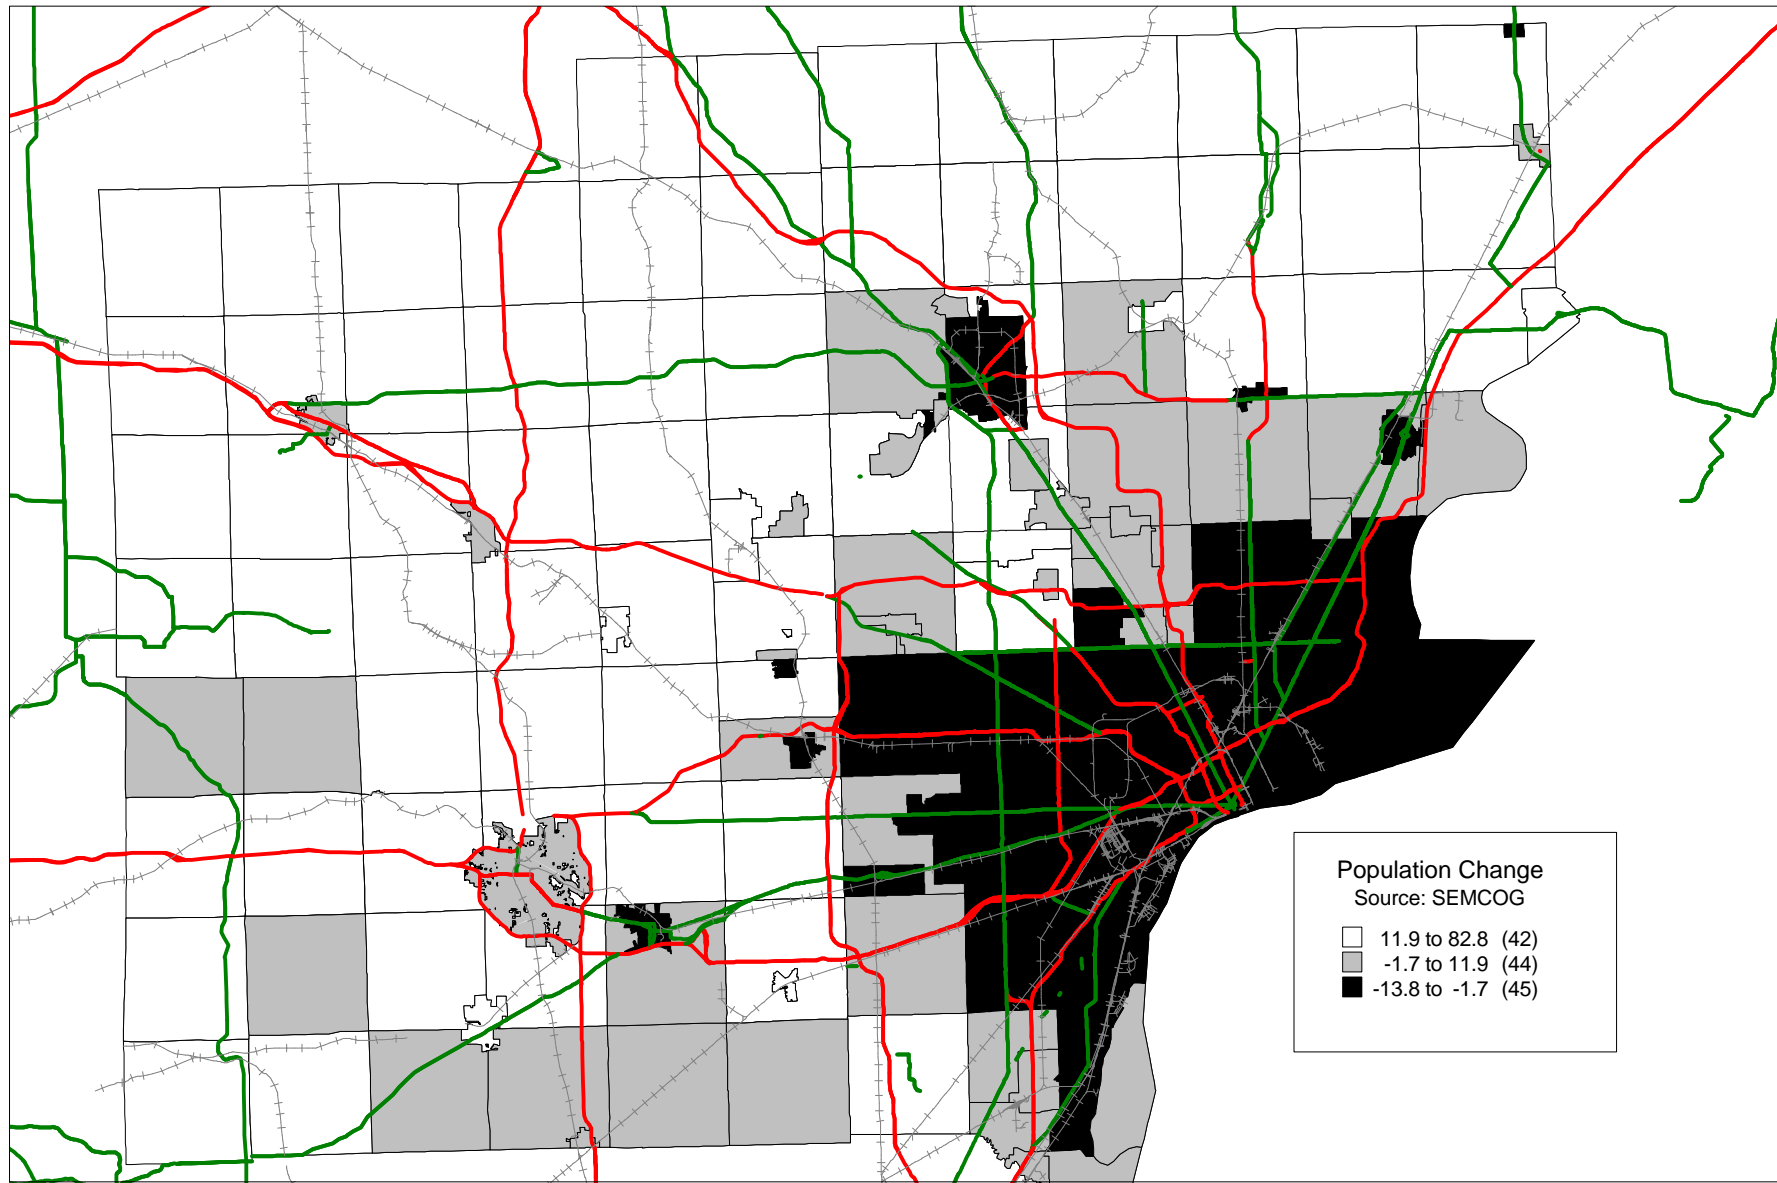 Population Change
Source: SEMCOG
11.9 to 82.8 (42)
-1.7 to 11.9 (44)
-13.8 to -1.7 (45)